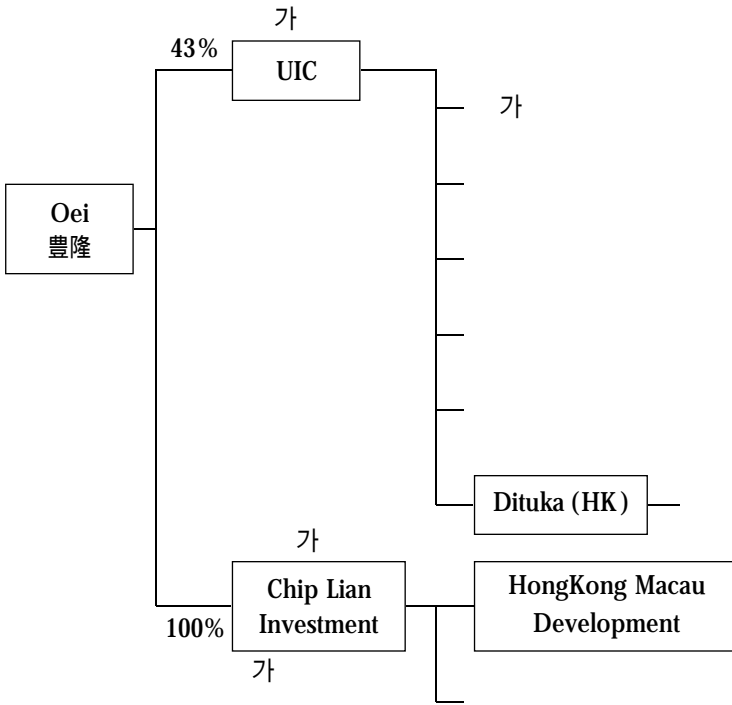 가
43%
UIC
가
Oei
豊隆
Dituka (HK)
가
Chip Lian
Investment
100%
가
HongKong Macau
Development